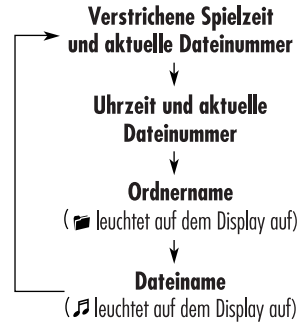 Verstrichene Spielzeit
und aktuelle Dateinummer
Uhrzeit und aktuelle
Dateinummer
Ordnername
( leuchtet auf dem Display auf)
Dateiname
( leuchtet auf dem Display auf)